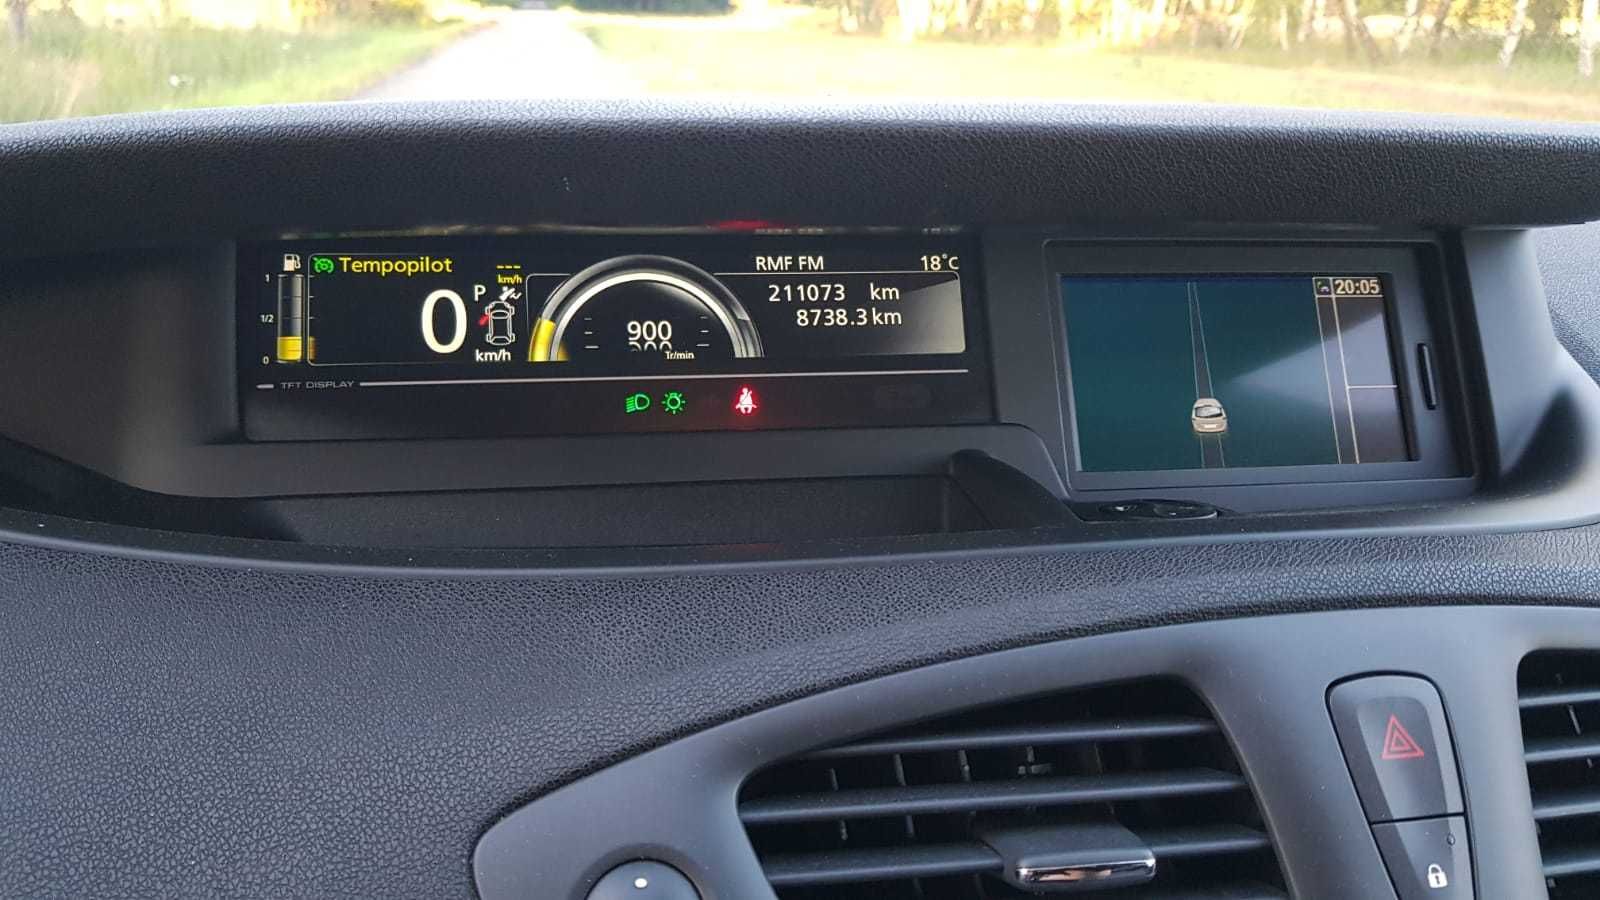 Tempopilot
---
km/h
RMF FM
18°C
1
1/2
0
0
P
km/h
900
Tr/min
211073 km
8738.3 km
20:05
TFT DISPLAY